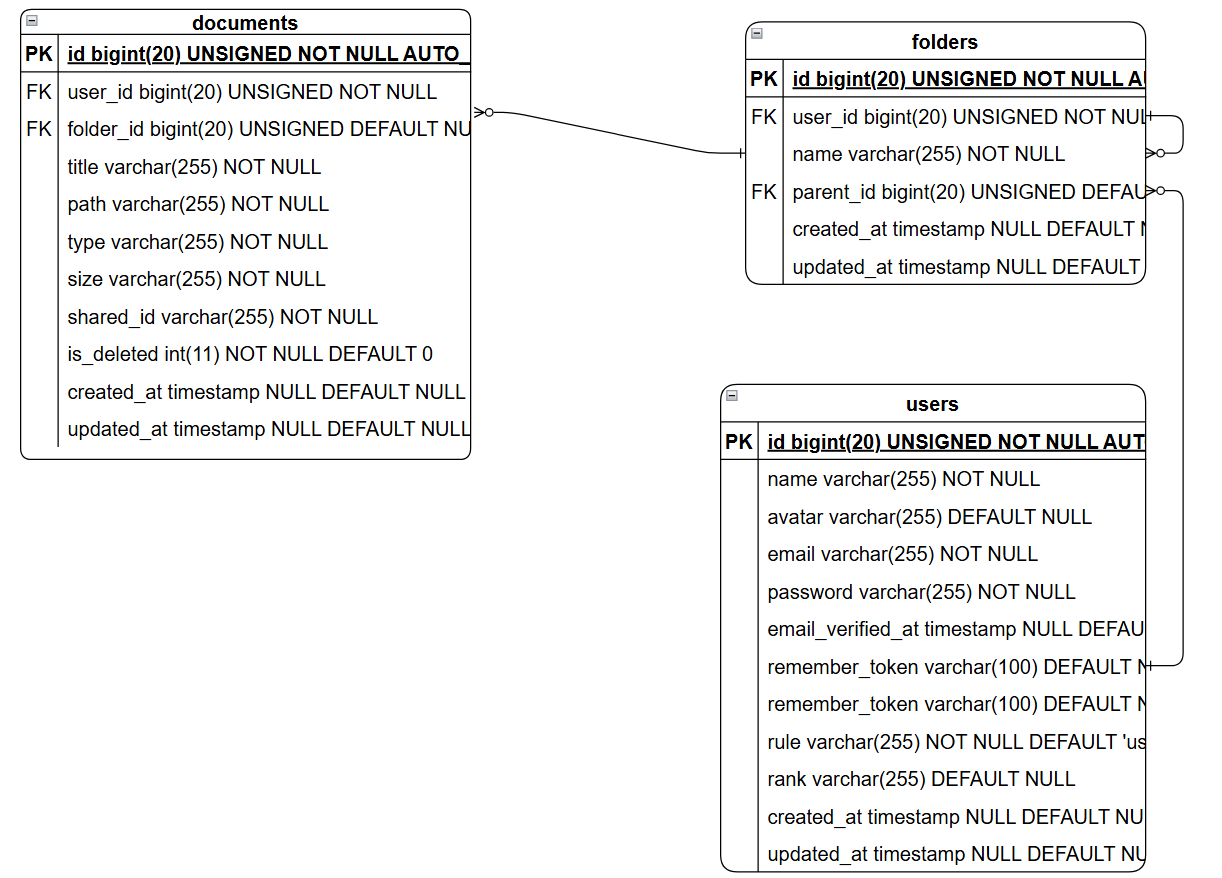 documents
PK id bigint(20) UNSIGNED NOT NULL AUTO_
FK user_id bigint(20) UNSIGNED NOT NULL
FK folder_id bigint(20) UNSIGNED DEFAULT NU
title varchar(255) NOT NULL
path varchar(255) NOT NULL
type varchar(255) NOT NULL
size varchar(255) NOT NULL
shared_id varchar(255) NOT NULL
is_deleted int(11) NOT NULL DEFAULT 0
created_at timestamp NULL DEFAULT NULL
updated_at timestamp NULL DEFAULT NULL
folders
PK id bigint(20) UNSIGNED NOT NULL AU
FK user_id bigint(20) UNSIGNED NOT NUL
name varchar(255) NOT NULL
FK parent_id bigint(20) UNSIGNED DEFAU
created_at timestamp NULL DEFAULT N
updated_at timestamp NULL DEFAULT
users
PK id bigint(20) UNSIGNED NOT NULL AUT
name varchar(255) NOT NULL
avatar varchar(255) DEFAULT NULL
email varchar(255) NOT NULL
password varchar(255) NOT NULL
email_verified_at timestamp NULL DEFAU
remember_token varchar(100) DEFAULT N
remember_token varchar(100) DEFAULT N
rule varchar(255) NOT NULL DEFAULT 'us
rank varchar(255) DEFAULT NULL
created_at timestamp NULL DEFAULT NU
updated_at timestamp NULL DEFAULT NU